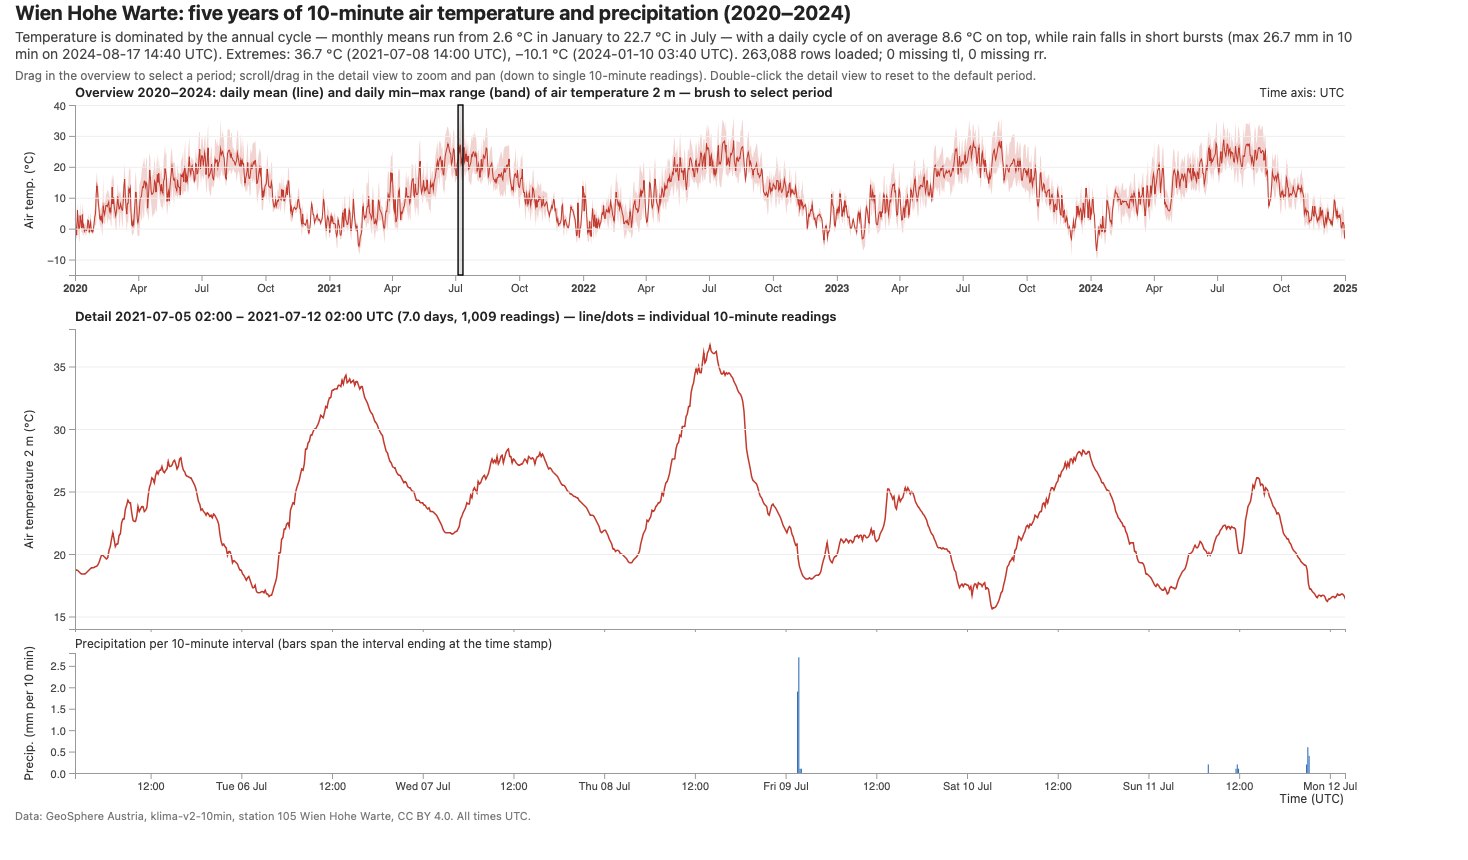 Wien Hohe Warte: five years of 10-minute air temperature and precipitation (2020–2024)
Temperature is dominated by the annual cycle — monthly means run from 2.6 °C in January to 22.7 °C in July — with a daily cycle of on average 8.6 °C on top, while rain falls in short bursts (max 26.7 mm in 10
min on 2024-08-17 14:40 UTC). Extremes: 36.7 °C (2021-07-08 14:00 UTC), −10.1 °C (2024-01-10 03:40 UTC). 263,088 rows loaded; 0 missing tl, 0 missing rr.
Drag in the overview to select a period; scroll/drag in the detail view to zoom and pan (down to single 10-minute readings). Double-click the detail view to reset to the default period.
Overview 2020–2024: daily mean (line) and daily min–max range (band) of air temperature 2 m — brush to select period
Time axis: UTC
Air temp. (°C)
40
30
20
10
0
−10
2020 Apr Jul Oct 2021 Apr Jul Oct 2022 Apr Jul Oct 2023 Apr Jul Oct 2024 Apr Jul Oct 2025
Detail 2021-07-05 02:00 – 2021-07-12 02:00 UTC (7.0 days, 1,009 readings) — line/dots = individual 10-minute readings
Air temperature 2 m (°C)
35
30
25
20
15
Precipitation per 10-minute interval (bars span the interval ending at the time stamp)
Precip. (mm per 10 min)
2.5
2.0
1.5
1.0
0.5
0.0
12:00 Tue 06 Jul 12:00 Wed 07 Jul 12:00 Thu 08 Jul 12:00 Fri 09 Jul 12:00 Sat 10 Jul 12:00 Sun 11 Jul 12:00 Mon 12 Jul
Time (UTC)
Data: GeoSphere Austria, klima-v2-10min, station 105 Wien Hohe Warte, CC BY 4.0. All times UTC.